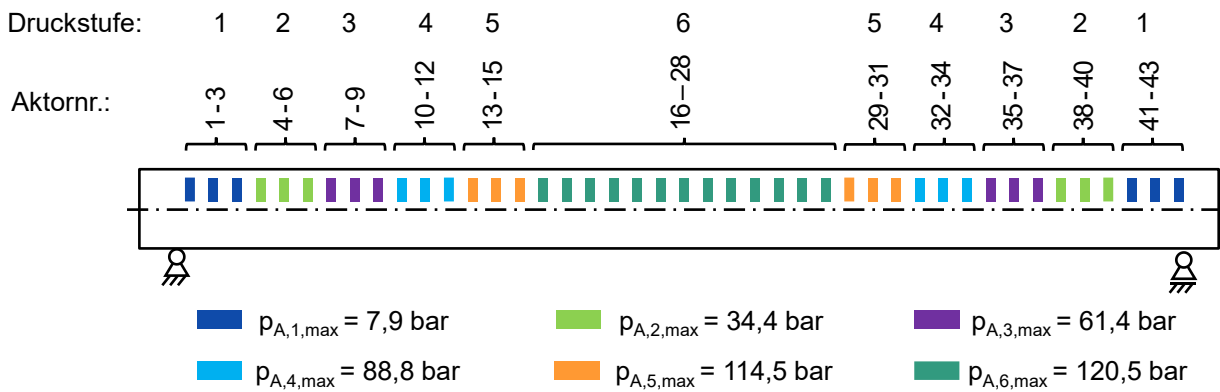 Druckstufe: 1 2 3 4 5 6 5 4 3 2 1
Aktornr.: 1 - 3 4 - 6 7 - 9 10 - 12 13 - 15 16 – 28 29 - 31 32 - 34 35 - 37 38 - 40 41 - 43
pA,1,max = 7,9 bar pA,2,max = 34,4 bar pA,3,max = 61,4 bar
pA,4,max = 88,8 bar pA,5,max = 114,5 bar pA,6,max = 120,5 bar